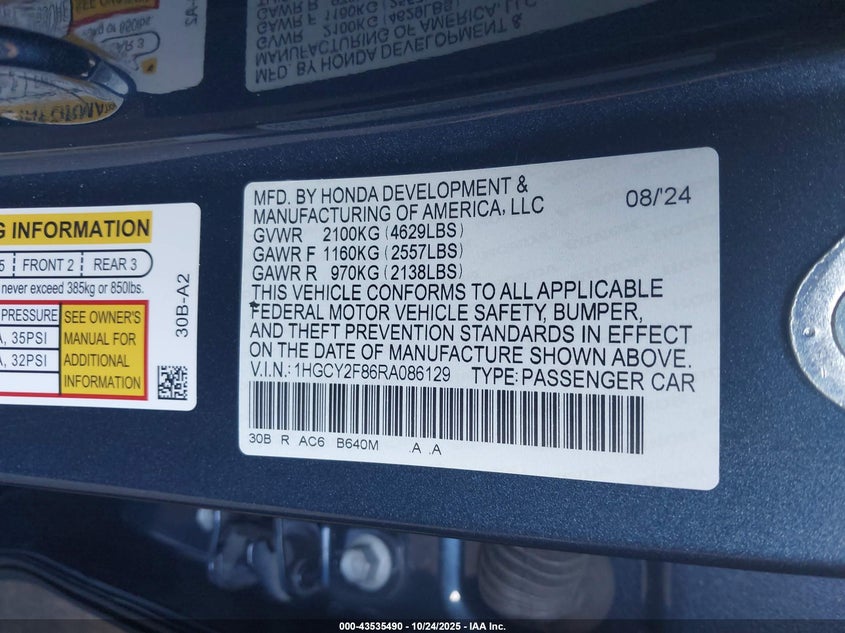 MFD. BY HONDA DEVELOPMENT &
MANUFACTURING OF AMERICA, LLC
08/'24
GVWR 2100KG (4629LBS)
GAWR F 1160KG (2557LBS)
GAWR R 970KG (2138LBS)
THIS VEHICLE CONFORMS TO ALL APPLICABLE
FEDERAL MOTOR VEHICLE SAFETY, BUMPER,
AND THEFT PREVENTION STANDARDS IN EFFECT
ON THE DATE OF MANUFACTURE SHOWN ABOVE.
V.I.N.: 1HGCY2F86RA086129 TYPE: PASSENGER CAR
30B R AC6 B640M .A .A
INFORMATION
5 FRONT 2 REAR 3
never exceed 385kg or 850lbs.
PRESSURE
35PSI
32PSI
SEE OWNER'S
MANUAL FOR
ADDITIONAL
INFORMATION
30B-A2
000-43535490 - 10/24/2025 - IAA Inc.